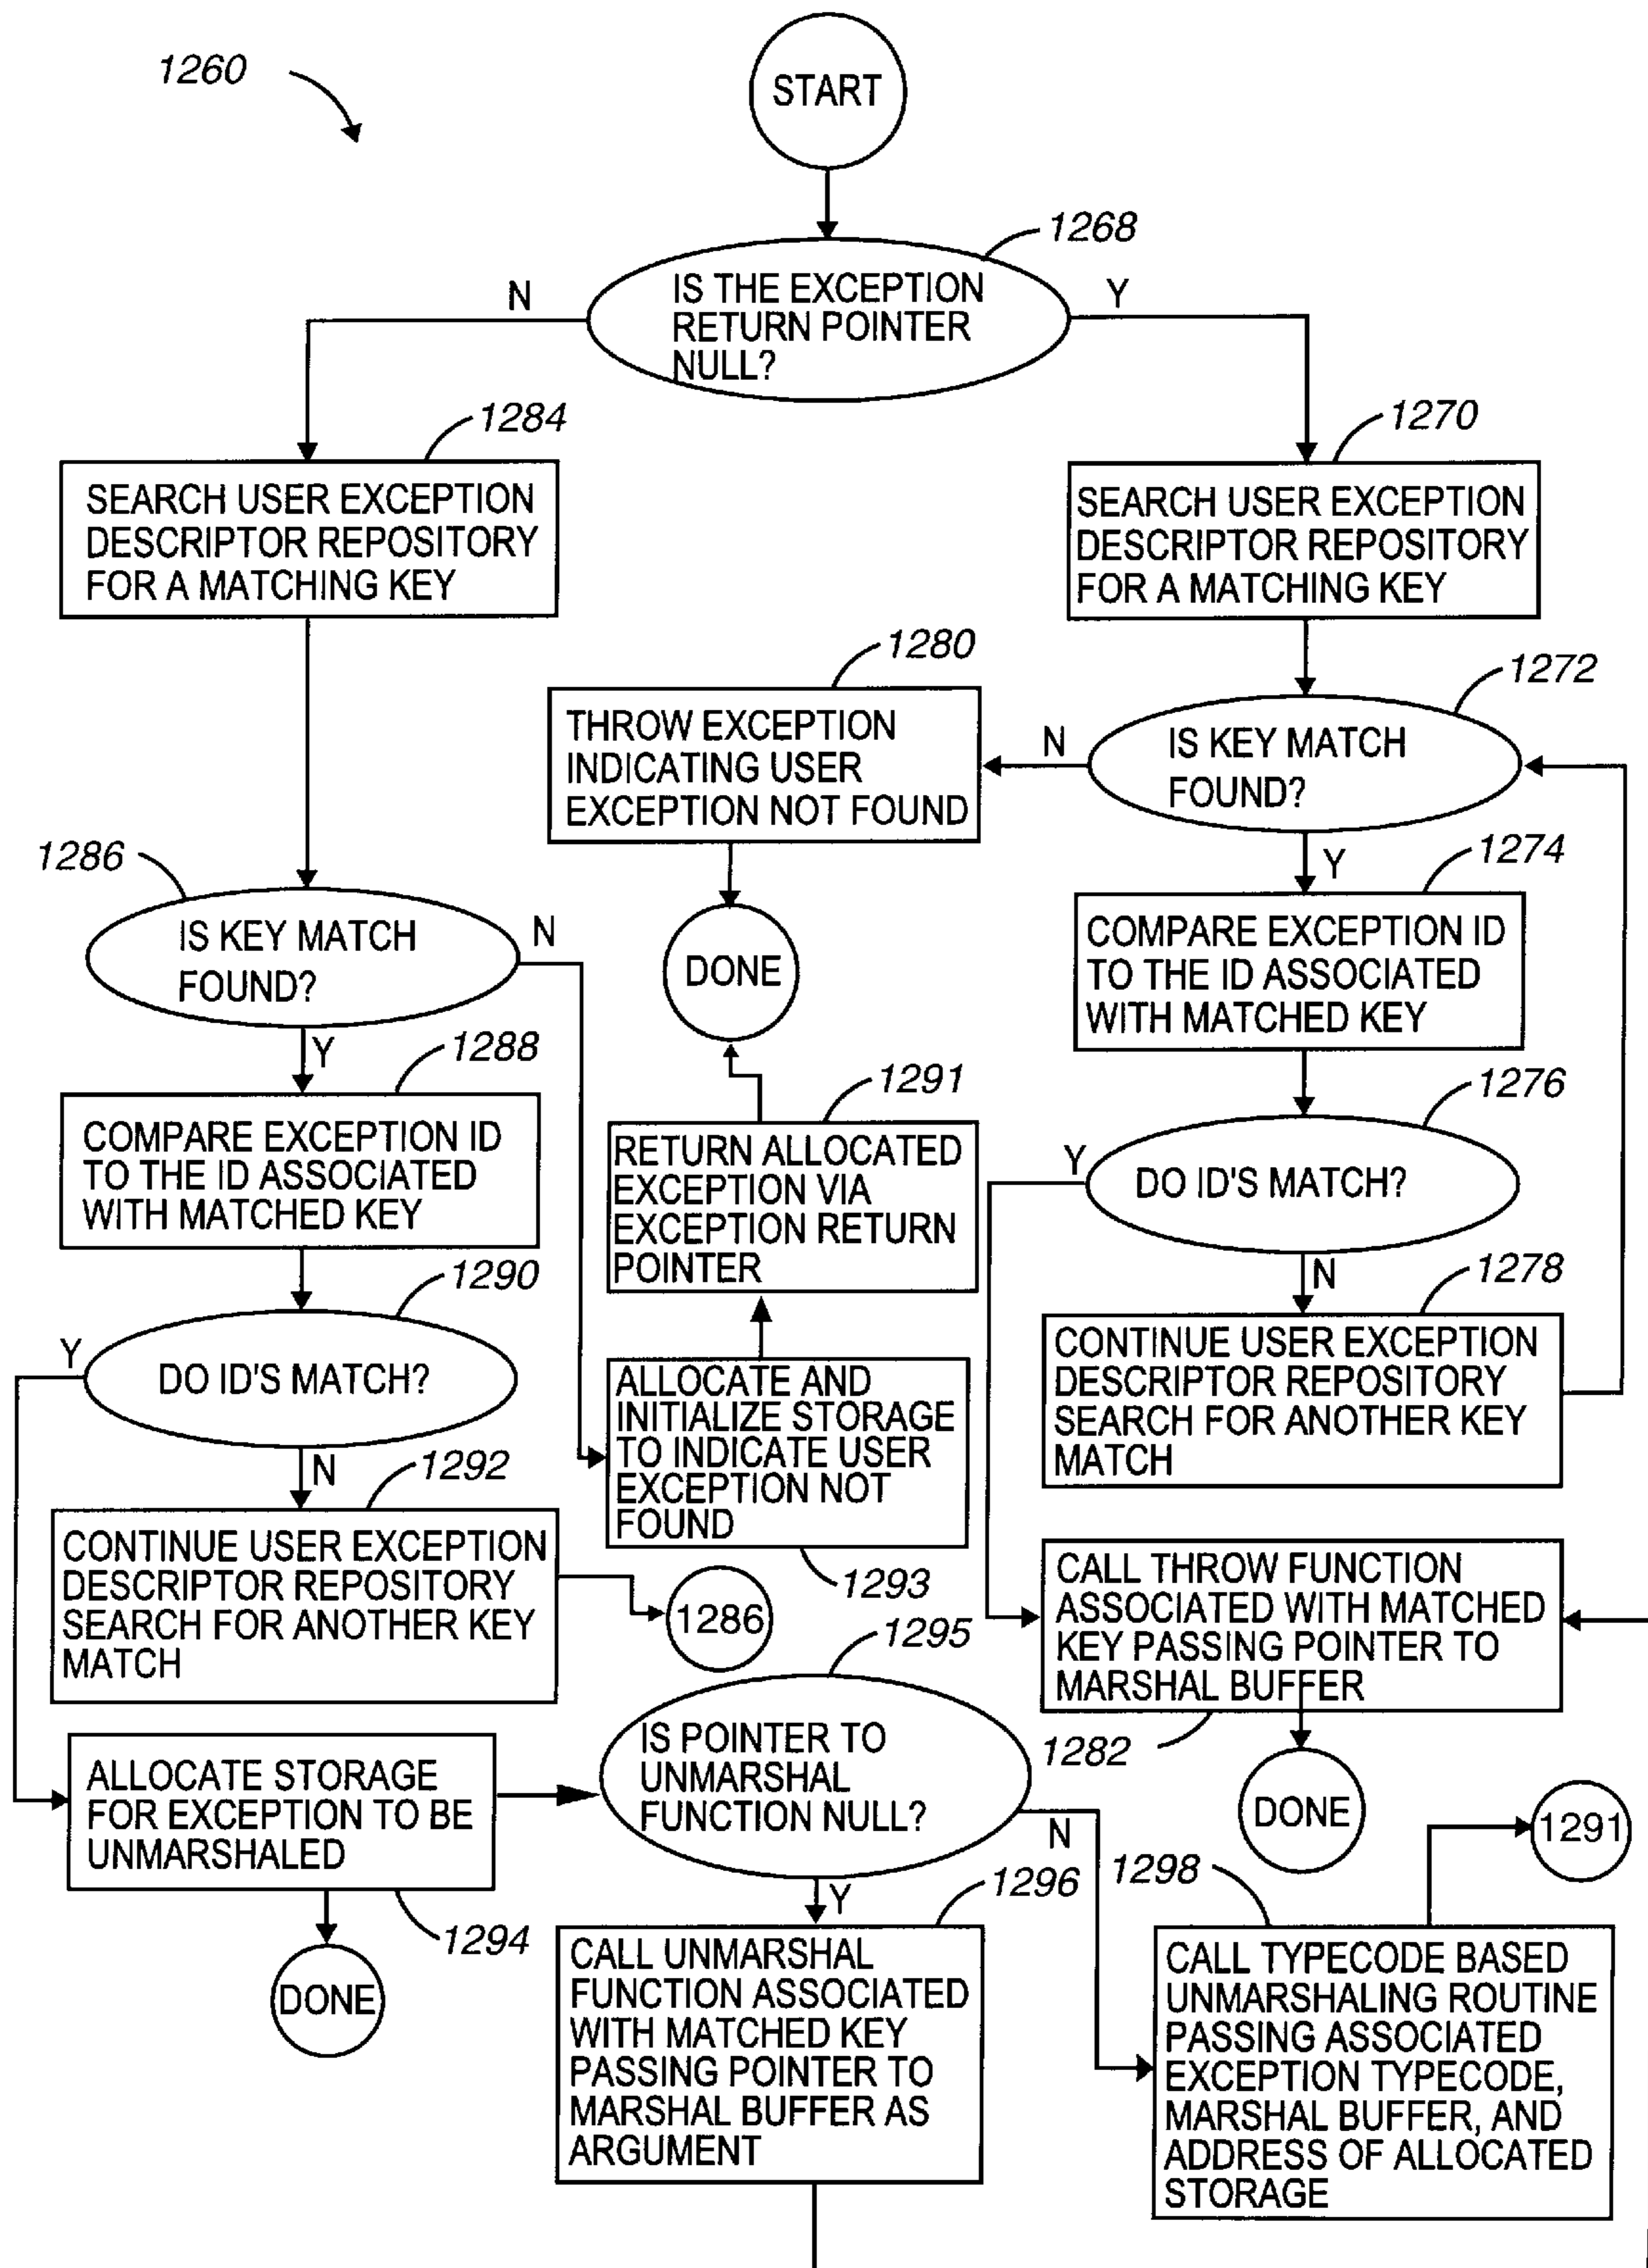 1260
START
1268
IS THE EXCEPTION
RETURN POINTER
NULL?
N
Y
1284
SEARCH USER EXCEPTION
DESCRIPTOR REPOSITORY
FOR A MATCHING KEY
1270
SEARCH USER EXCEPTION
DESCRIPTOR REPOSITORY
FOR A MATCHING KEY
1280
THROW EXCEPTION
INDICATING USER
EXCEPTION NOT FOUND
N
1272
IS KEY MATCH
FOUND?
Y
1286
IS KEY MATCH
FOUND?
N
Y
DONE
1274
COMPARE EXCEPTION ID
TO THE ID ASSOCIATED
WITH MATCHED KEY
1288
COMPARE EXCEPTION ID
TO THE ID ASSOCIATED
WITH MATCHED KEY
1291
RETURN ALLOCATED
EXCEPTION VIA
EXCEPTION RETURN
POINTER
1276
Y
DO ID'S MATCH?
N
1290
Y
DO ID'S MATCH?
N
1278
CONTINUE USER EXCEPTION
DESCRIPTOR REPOSITORY
SEARCH FOR ANOTHER KEY
MATCH
ALLOCATE AND
INITIALIZE STORAGE
TO INDICATE USER
EXCEPTION NOT
FOUND
1293
1292
CONTINUE USER EXCEPTION
DESCRIPTOR REPOSITORY
SEARCH FOR ANOTHER KEY
MATCH
1286
CALL THROW FUNCTION
ASSOCIATED WITH MATCHED
KEY PASSING POINTER TO
MARSHAL BUFFER
1282
DONE
1295
IS POINTER TO
UNMARSHAL
FUNCTION NULL?
N
Y
ALLOCATE STORAGE
FOR EXCEPTION TO BE
UNMARSHALED
1294
DONE
1291
1296
CALL UNMARSHAL
FUNCTION ASSOCIATED
WITH MATCHED KEY
PASSING POINTER TO
MARSHAL BUFFER AS
ARGUMENT
1298
CALL TYPECODE BASED
UNMARSHALING ROUTINE
PASSING ASSOCIATED
EXCEPTION TYPECODE,
MARSHAL BUFFER, AND
ADDRESS OF ALLOCATED
STORAGE